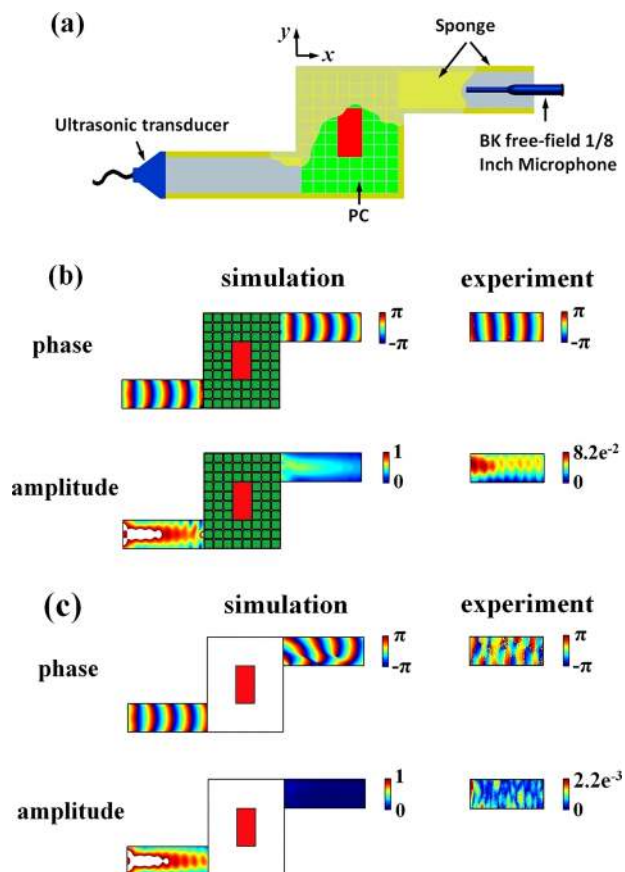 (a)
y
x
Sponge
Ultrasonic transducer
BK free-field 1/8
Inch Microphone
PC
(b)
simulation
experiment
phase
π
-π
π
-π
amplitude
1
0
8.2e⁻²
0
(c)
simulation
experiment
phase
π
-π
π
-π
amplitude
1
0
2.2e⁻³
0